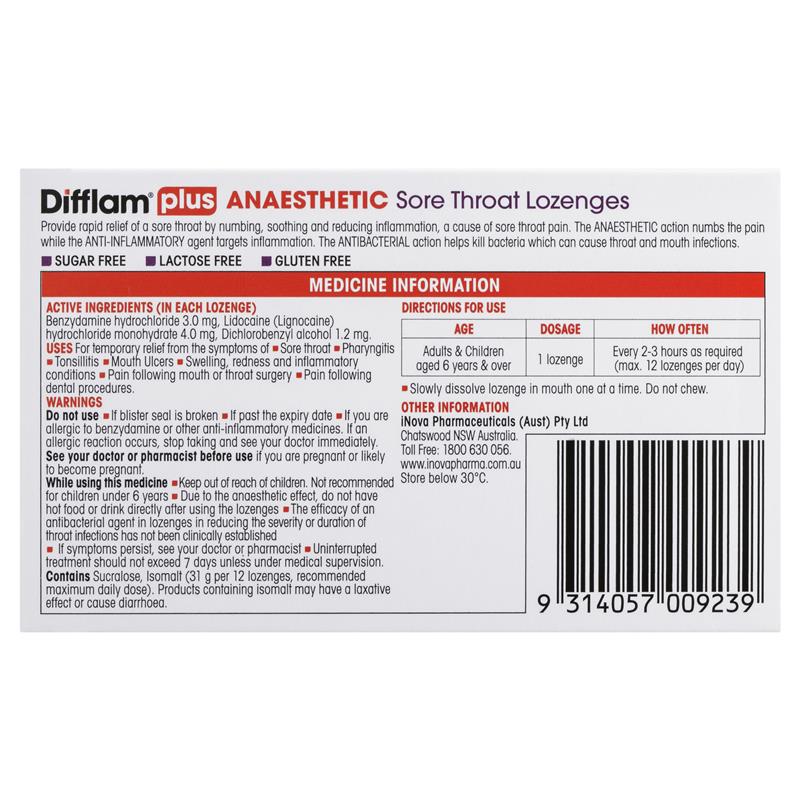 Difflam® plus ANAESTHETIC Sore Throat Lozenges
Provide rapid relief of a sore throat by numbing, soothing and reducing inflammation, a cause of sore throat pain. The ANAESTHETIC action numbs the pain
while the ANTI-INFLAMMATORY agent targets inflammation. The ANTIBACTERIAL action helps kill bacteria which can cause throat and mouth infections.
■ SUGAR FREE ■ LACTOSE FREE ■ GLUTEN FREE
MEDICINE INFORMATION
ACTIVE INGREDIENTS (IN EACH LOZENGE)
Benzydamine hydrochloride 3.0 mg, Lidocaine (Lignocaine)
hydrochloride monohydrate 4.0 mg, Dichlorobenzyl alcohol 1.2 mg.
USES For temporary relief from the symptoms of ■ Sore throat ■ Pharyngitis
■ Tonsillitis ■ Mouth Ulcers ■ Swelling, redness and inflammatory
conditions ■ Pain following mouth or throat surgery ■ Pain following
dental procedures.
WARNINGS
Do not use ■ If blister seal is broken ■ If past the expiry date ■ If you are
allergic to benzydamine or other anti-inflammatory medicines. If an
allergic reaction occurs, stop taking and see your doctor immediately.
See your doctor or pharmacist before use if you are pregnant or likely
to become pregnant.
While using this medicine ■ Keep out of reach of children. Not recommended
for children under 6 years ■ Due to the anaesthetic effect, do not have
hot food or drink directly after using the lozenges ■ The efficacy of an
antibacterial agent in lozenges in reducing the severity or duration of
throat infections has not been clinically established
■ If symptoms persist, see your doctor or pharmacist ■ Uninterrupted
treatment should not exceed 7 days unless under medical supervision.
Contains Sucralose, Isomalt (31 g per 12 lozenges, recommended
maximum daily dose). Products containing isomalt may have a laxative
effect or cause diarrhoea.
DIRECTIONS FOR USE
AGE DOSAGE HOW OFTEN
Adults & Children
aged 6 years & over
1 lozenge
Every 2-3 hours as required
(max. 12 lozenges per day)
■ Slowly dissolve lozenge in mouth one at a time. Do not chew.
OTHER INFORMATION
iNova Pharmaceuticals (Aust) Pty Ltd
Chatswood NSW Australia.
Toll Free: 1800 630 056.
www.inovapharma.com.au
Store below 30°C.
9 314057 009239